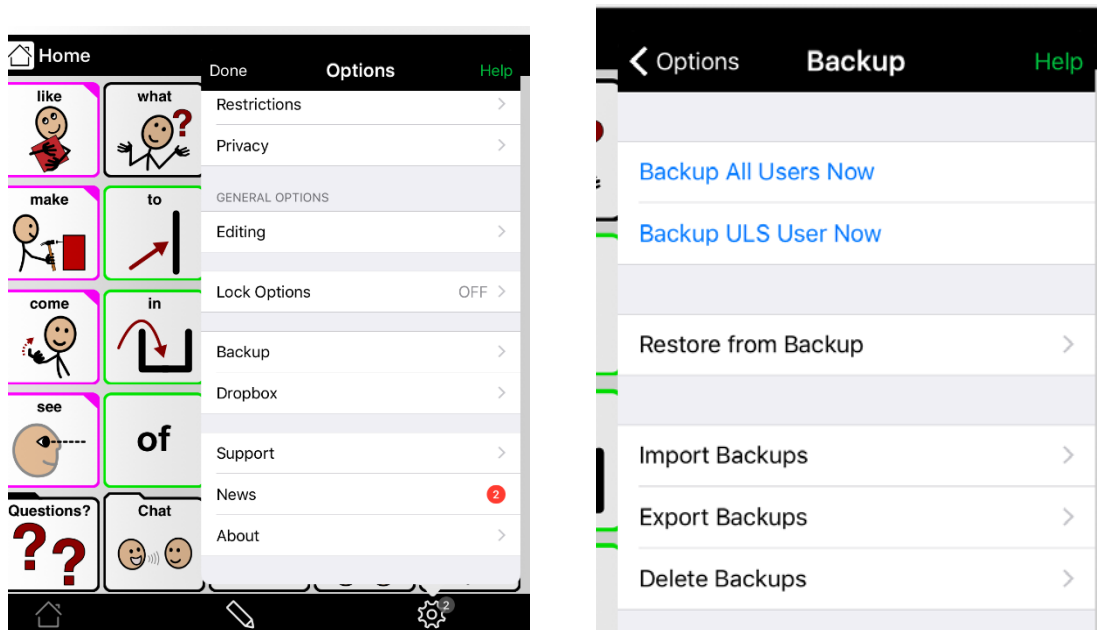 Home
like
what
make
to
come
in
see
of
Questions?
Chat
??
?
Done Options Help
Restrictions
Privacy
GENERAL OPTIONS
Editing
Lock Options OFF
Backup
Dropbox
Support
News 2
About
2
Options Backup Help
Backup All Users Now
Backup ULS User Now
Restore from Backup
Import Backups
Export Backups
Delete Backups